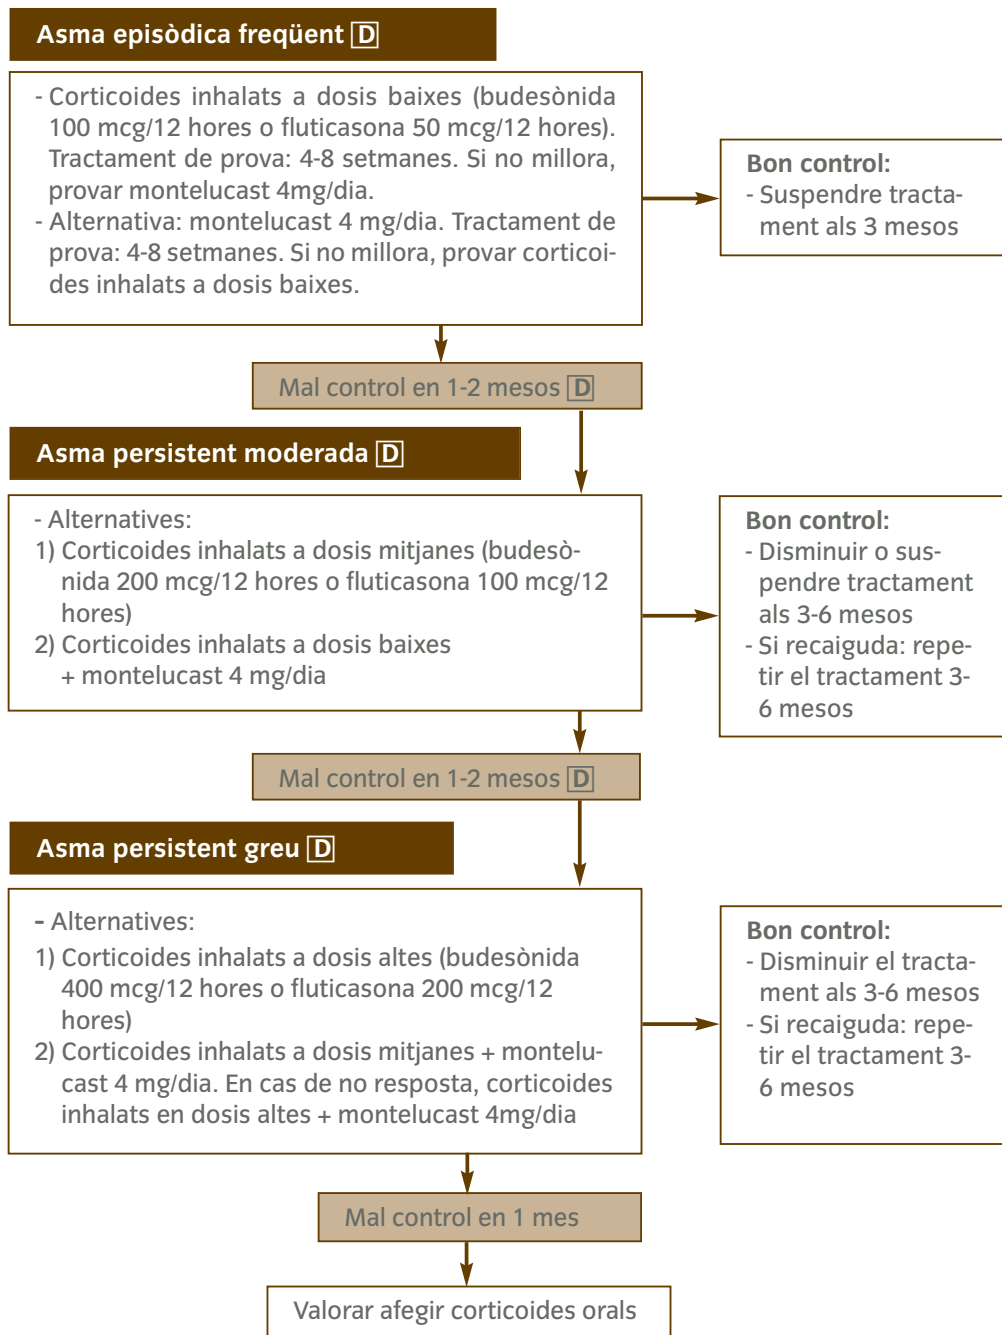 Asma episòdica freqüent D
- Corticoides inhalats a dosis baixes (budesònida
100 mcg/12 hores o fluticasona 50 mcg/12 hores).
Tractament de prova: 4-8 setmanes. Si no millora,
provar montelucast 4mg/dia.
- Alternativa: montelucast 4 mg/dia. Tractament de
prova: 4-8 setmanes. Si no millora, provar corticoi-
des inhalats a dosis baixes.
Bon control:
- Suspendre tracta-
ment als 3 mesos
Mal control en 1-2 mesos D
Asma persistent moderada D
- Alternatives:
1) Corticoides inhalats a dosis mitjanes (budesò-
nida 200 mcg/12 hores o fluticasona 100 mcg/12
hores)
2) Corticoides inhalats a dosis baixes
+ montelucast 4 mg/dia
Bon control:
- Disminuir o sus-
pendre tractament
als 3-6 mesos
- Si recaiguda: repe-
tir el tractament 3-
6 mesos
Mal control en 1-2 mesos D
Asma persistent greu D
- Alternatives:
1) Corticoides inhalats a dosis altes (budesònida
400 mcg/12 hores o fluticasona 200 mcg/12
hores)
2) Corticoides inhalats a dosis mitjanes + montelu-
cast 4 mg/dia. En cas de no resposta, corticoides
inhalats en dosis altes + montelucast 4mg/dia
Bon control:
- Disminuir el tracta-
ment als 3-6 mesos
- Si recaiguda: repe-
tir el tractament 3-
6 mesos
Mal control en 1 mes
Valorar afegir corticoides orals